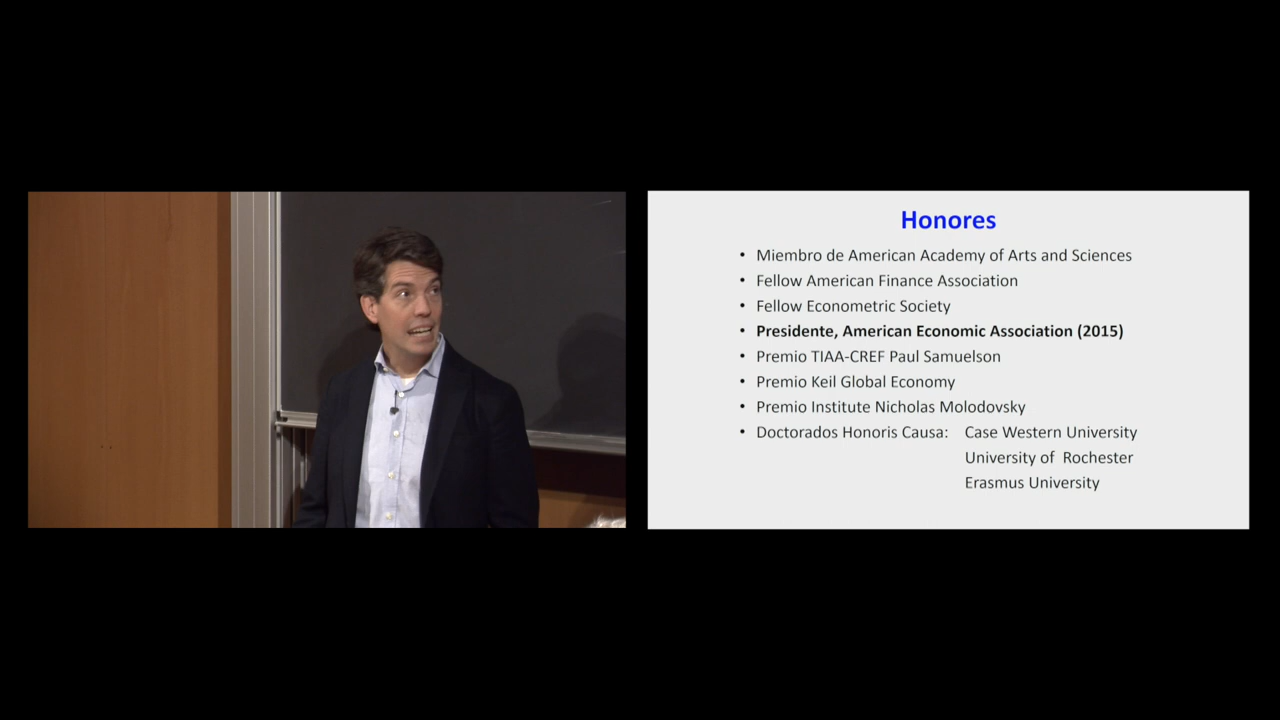 Honores
• Miembro de American Academy of Arts and Sciences
• Fellow American Finance Association
• Fellow Econometric Society
• Presidente, American Economic Association (2015)
• Premio TIAA-CREF Paul Samuelson
• Premio Keil Global Economy
• Premio Institute Nicholas Molodovsky
• Doctorados Honoris Causa: Case Western University
University of Rochester
Erasmus University